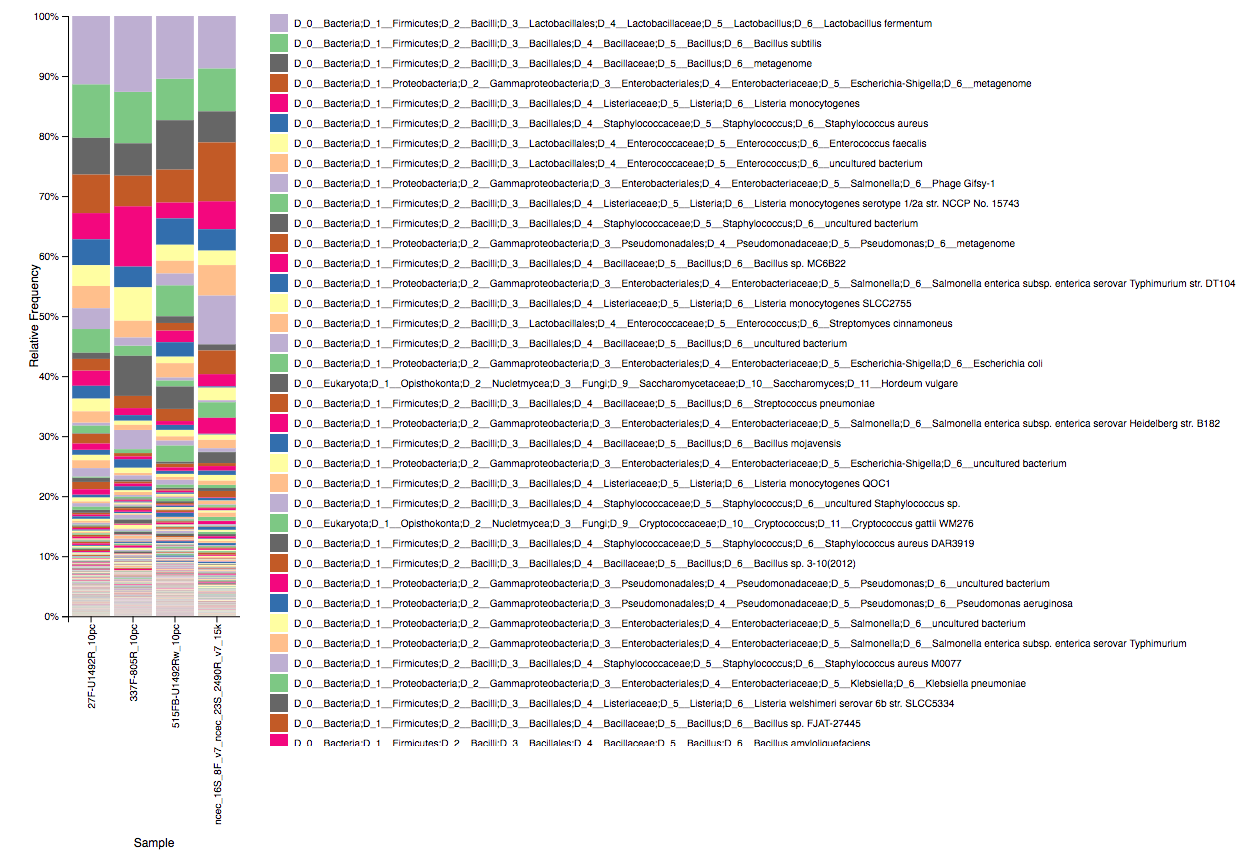 100%
90%
80%
70%
60%
50%
40%
30%
20%
10%
0%
Relative Frequency
27F-U1492R_10pc
337F-805R_10pc
515FB-U1492Rw_10pc
ncec_16S_8F_v7_ncec_23S_2490R_v7_15k
Sample
D_0__Bacteria;D_1__Firmicutes;D_2__Bacilli;D_3__Lactobacillales;D_4__Lactobacillaceae;D_5__Lactobacillus;D_6__Lactobacillus fermentum
D_0__Bacteria;D_1__Firmicutes;D_2__Bacilli;D_3__Bacillales;D_4__Bacillaceae;D_5__Bacillus;D_6__Bacillus subtilis
D_0__Bacteria;D_1__Firmicutes;D_2__Bacilli;D_3__Bacillales;D_4__Bacillaceae;D_5__Bacillus;D_6__metagenome
D_0__Bacteria;D_1__Proteobacteria;D_2__Gammaproteobacteria;D_3__Enterobacteriales;D_4__Enterobacteriaceae;D_5__Escherichia-Shigella;D_6__metagenome
D_0__Bacteria;D_1__Firmicutes;D_2__Bacilli;D_3__Bacillales;D_4__Listeriaceae;D_5__Listeria;D_6__Listeria monocytogenes
D_0__Bacteria;D_1__Firmicutes;D_2__Bacilli;D_3__Bacillales;D_4__Staphylococcaceae;D_5__Staphylococcus;D_6__Staphylococcus aureus
D_0__Bacteria;D_1__Firmicutes;D_2__Bacilli;D_3__Lactobacillales;D_4__Enterococcaceae;D_5__Enterococcus;D_6__Enterococcus faecalis
D_0__Bacteria;D_1__Firmicutes;D_2__Bacilli;D_3__Lactobacillales;D_4__Enterococcaceae;D_5__Enterococcus;D_6__uncultured bacterium
D_0__Bacteria;D_1__Proteobacteria;D_2__Gammaproteobacteria;D_3__Enterobacteriales;D_4__Enterobacteriaceae;D_5__Salmonella;D_6__Phage Gifsy-1
D_0__Bacteria;D_1__Firmicutes;D_2__Bacilli;D_3__Bacillales;D_4__Listeriaceae;D_5__Listeria;D_6__Listeria monocytogenes serotype 1/2a str. NCCP No. 15743
D_0__Bacteria;D_1__Firmicutes;D_2__Bacilli;D_3__Bacillales;D_4__Staphylococcaceae;D_5__Staphylococcus;D_6__uncultured bacterium
D_0__Bacteria;D_1__Proteobacteria;D_2__Gammaproteobacteria;D_3__Pseudomonadales;D_4__Pseudomonadaceae;D_5__Pseudomonas;D_6__metagenome
D_0__Bacteria;D_1__Firmicutes;D_2__Bacilli;D_3__Bacillales;D_4__Bacillaceae;D_5__Bacillus;D_6__Bacillus sp. MC6B22
D_0__Bacteria;D_1__Proteobacteria;D_2__Gammaproteobacteria;D_3__Enterobacteriales;D_4__Enterobacteriaceae;D_5__Salmonella;D_6__Salmonella enterica subsp. enterica serovar Typhimurium str. DT104
D_0__Bacteria;D_1__Firmicutes;D_2__Bacilli;D_3__Bacillales;D_4__Listeriaceae;D_5__Listeria;D_6__Listeria monocytogenes SLCC2755
D_0__Bacteria;D_1__Firmicutes;D_2__Bacilli;D_3__Lactobacillales;D_4__Enterococcaceae;D_5__Enterococcus;D_6__Streptomyces cinnamoneus
D_0__Bacteria;D_1__Firmicutes;D_2__Bacilli;D_3__Bacillales;D_4__Bacillaceae;D_5__Bacillus;D_6__uncultured bacterium
D_0__Bacteria;D_1__Proteobacteria;D_2__Gammaproteobacteria;D_3__Enterobacteriales;D_4__Enterobacteriaceae;D_5__Escherichia-Shigella;D_6__Escherichia coli
D_0__Eukaryota;D_1__Opisthokonta;D_2__Nucletmycea;D_3__Fungi;D_9__Saccharomycetaceae;D_10__Saccharomyces;D_11__Hordeum vulgare
D_0__Bacteria;D_1__Firmicutes;D_2__Bacilli;D_3__Bacillales;D_4__Bacillaceae;D_5__Bacillus;D_6__Streptococcus pneumoniae
D_0__Bacteria;D_1__Proteobacteria;D_2__Gammaproteobacteria;D_3__Enterobacteriales;D_4__Enterobacteriaceae;D_5__Salmonella;D_6__Salmonella enterica subsp. enterica serovar Heidelberg str. B182
D_0__Bacteria;D_1__Firmicutes;D_2__Bacilli;D_3__Bacillales;D_4__Bacillaceae;D_5__Bacillus;D_6__Bacillus mojavensis
D_0__Bacteria;D_1__Proteobacteria;D_2__Gammaproteobacteria;D_3__Enterobacteriales;D_4__Enterobacteriaceae;D_5__Escherichia-Shigella;D_6__uncultured bacterium
D_0__Bacteria;D_1__Firmicutes;D_2__Bacilli;D_3__Bacillales;D_4__Listeriaceae;D_5__Listeria;D_6__Listeria monocytogenes QOC1
D_0__Bacteria;D_1__Firmicutes;D_2__Bacilli;D_3__Bacillales;D_4__Staphylococcaceae;D_5__Staphylococcus;D_6__uncultured Staphylococcus sp.
D_0__Eukaryota;D_1__Opisthokonta;D_2__Nucletmycea;D_3__Fungi;D_9__Cryptococcaceae;D_10__Cryptococcus;D_11__Cryptococcus gattii WM276
D_0__Bacteria;D_1__Firmicutes;D_2__Bacilli;D_3__Bacillales;D_4__Staphylococcaceae;D_5__Staphylococcus;D_6__Staphylococcus aureus DAR3919
D_0__Bacteria;D_1__Firmicutes;D_2__Bacilli;D_3__Bacillales;D_4__Bacillaceae;D_5__Bacillus;D_6__Bacillus sp. 3-10(2012)
D_0__Bacteria;D_1__Proteobacteria;D_2__Gammaproteobacteria;D_3__Pseudomonadales;D_4__Pseudomonadaceae;D_5__Pseudomonas;D_6__uncultured bacterium
D_0__Bacteria;D_1__Proteobacteria;D_2__Gammaproteobacteria;D_3__Pseudomonadales;D_4__Pseudomonadaceae;D_5__Pseudomonas;D_6__Pseudomonas aeruginosa
D_0__Bacteria;D_1__Proteobacteria;D_2__Gammaproteobacteria;D_3__Enterobacteriales;D_4__Enterobacteriaceae;D_5__Salmonella;D_6__uncultured bacterium
D_0__Bacteria;D_1__Proteobacteria;D_2__Gammaproteobacteria;D_3__Enterobacteriales;D_4__Enterobacteriaceae;D_5__Salmonella;D_6__Salmonella enterica subsp. enterica serovar Typhimurium
D_0__Bacteria;D_1__Firmicutes;D_2__Bacilli;D_3__Bacillales;D_4__Staphylococcaceae;D_5__Staphylococcus;D_6__Staphylococcus aureus M0077
D_0__Bacteria;D_1__Proteobacteria;D_2__Gammaproteobacteria;D_3__Enterobacteriales;D_4__Enterobacteriaceae;D_5__Klebsiella;D_6__Klebsiella pneumoniae
D_0__Bacteria;D_1__Firmicutes;D_2__Bacilli;D_3__Bacillales;D_4__Listeriaceae;D_5__Listeria;D_6__Listeria welshimeri serovar 6b str. SLCC5334
D_0__Bacteria;D_1__Firmicutes;D_2__Bacilli;D_3__Bacillales;D_4__Bacillaceae;D_5__Bacillus;D_6__Bacillus sp. FJAT-27445
D_0__Bacteria;D_1__Firmicutes;D_2__Bacilli;D_3__Bacillales;D_4__Bacillaceae;D_5__Bacillus;D_6__Bacillus amyloliquefaciens